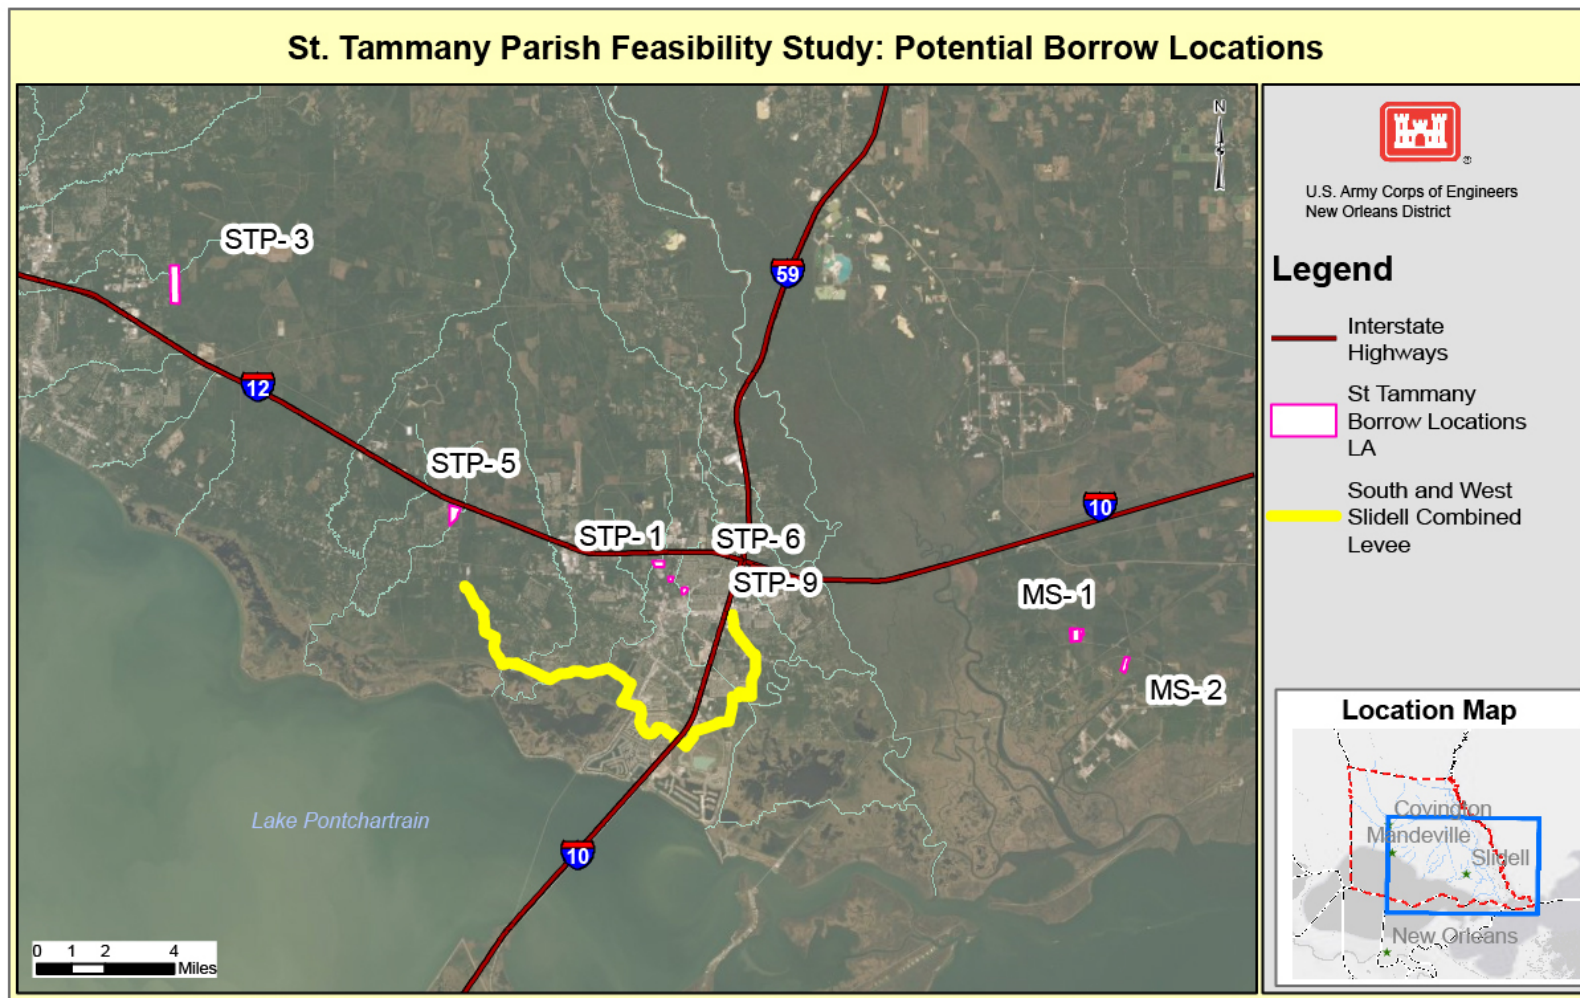 St. Tammany Parish Feasibility Study: Potential Borrow Locations
N
STP- 3
59
12
STP- 5
10
STP- 1
STP- 6
STP- 9
MS- 1
MS- 2
Lake Pontchartrain
10
0 1 2 4
Miles
®
U.S. Army Corps of Engineers
New Orleans District
Legend
Interstate
Highways
St Tammany
Borrow Locations
LA
South and West
Slidell Combined
Levee
Location Map
Covington
Mandeville
Slidell
New Orleans